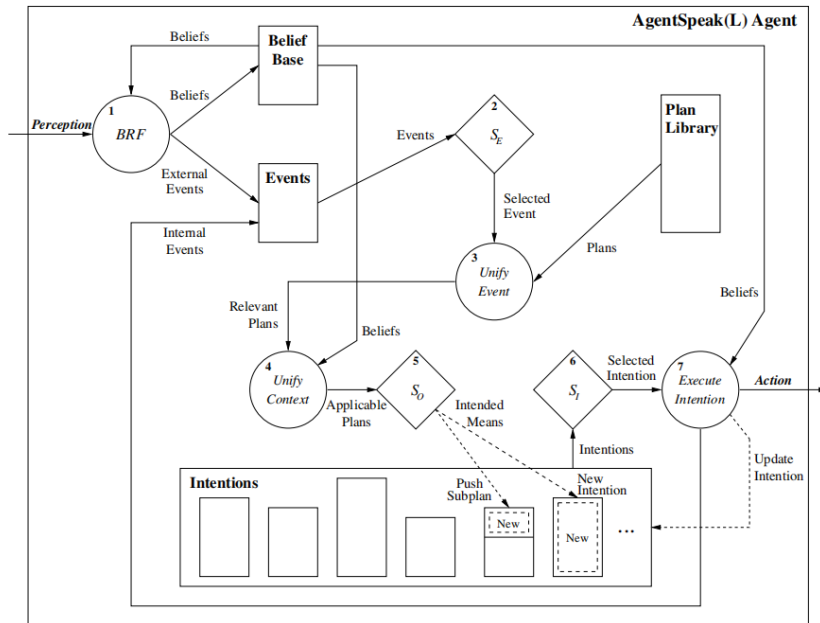 AgentSpeak(L) Agent
Beliefs
Belief
Base
1
BRF
Perception
Beliefs
2
S_E
Plan
Library
Events
External
Events
Events
Selected
Event
Internal
Events
3
Unify
Event
Plans
Relevant
Plans
Beliefs
Beliefs
4
Unify
Context
5
S_O
6
S_I
Selected
Intention
7
Execute
Intention
Action
Applicable
Plans
Intended
Means
Intentions
Update
Intention
Intentions
Push
Subplan
New
Intention
New
New
...